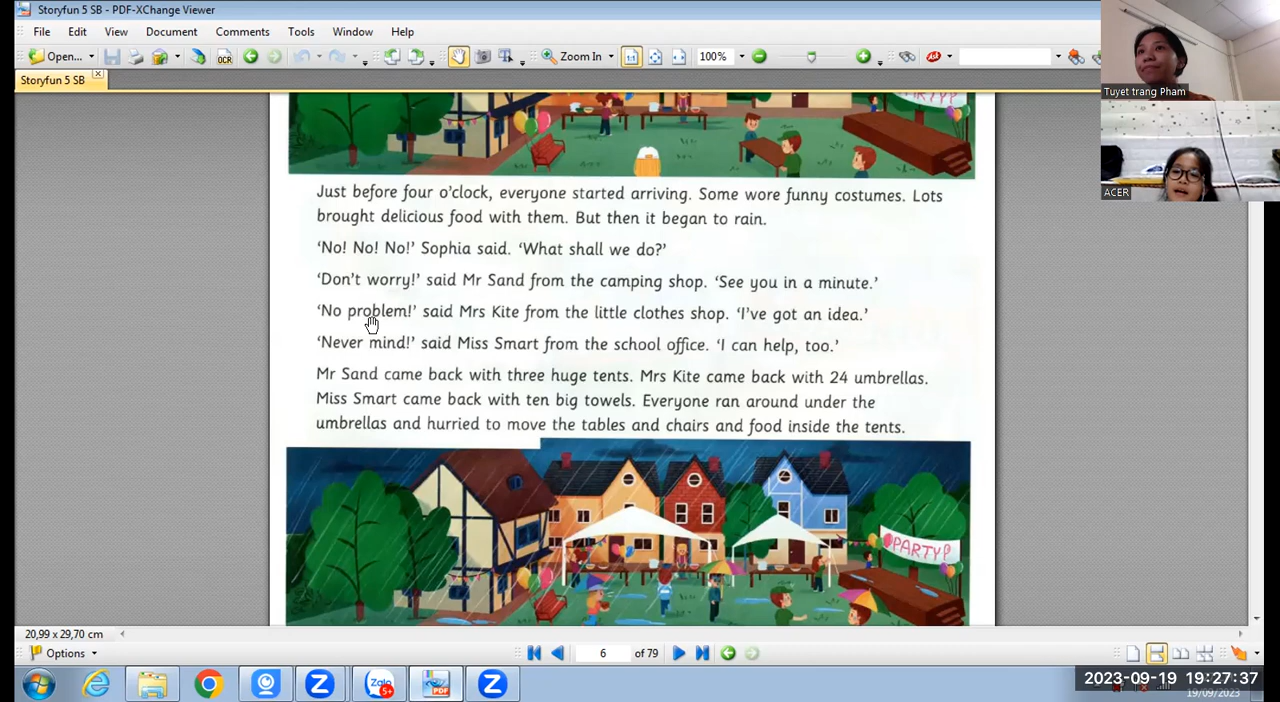 Storyfun 5 SB - PDF-XChange Viewer
File Edit View Document Comments Tools Window Help
Open... OCR Zoom In 100%
Storyfun 5 SB
Tuyet trang Pham
ACER
PARTY?
Just before four o'clock, everyone started arriving. Some wore funny costumes. Lots
brought delicious food with them. But then it began to rain.
'No! No! No!' Sophia said. 'What shall we do?'
'Don't worry!' said Mr Sand from the camping shop. 'See you in a minute.'
'No problem!' said Mrs Kite from the little clothes shop. 'I've got an idea.'
'Never mind!' said Miss Smart from the school office. 'I can help, too.'
Mr Sand came back with three huge tents. Mrs Kite came back with 24 umbrellas.
Miss Smart came back with ten big towels. Everyone ran around under the
umbrellas and hurried to move the tables and chairs and food inside the tents.
PARTY?
20,99 x 29,70 cm
Options 6 of 79
Zalo 5+ PDF
2023-09-19 19:27:37
19/09/2023